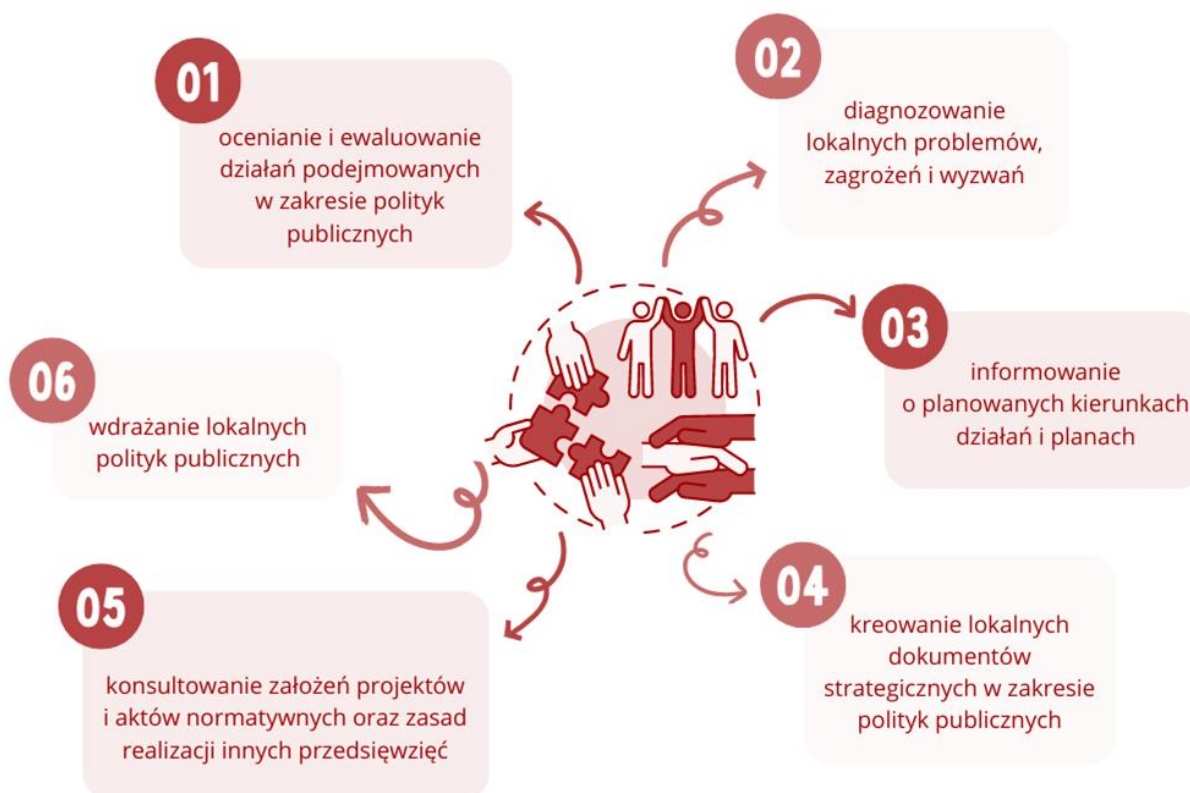 01
ocenianie i ewaluowanie
działań podejmowanych
w zakresie polityk
publicznych
02
diagnozowanie
lokalnych problemów,
zagrożeń i wyzwań
03
informowanie
o planowanych kierunkach
działań i planach
04
kreowanie lokalnych
dokumentów
strategicznych w zakresie
polityk publicznych
05
konsultowanie założeń projektów
i aktów normatywnych oraz zasad
realizacji innych przedsięwzięć
06
wdrażanie lokalnych
polityk publicznych